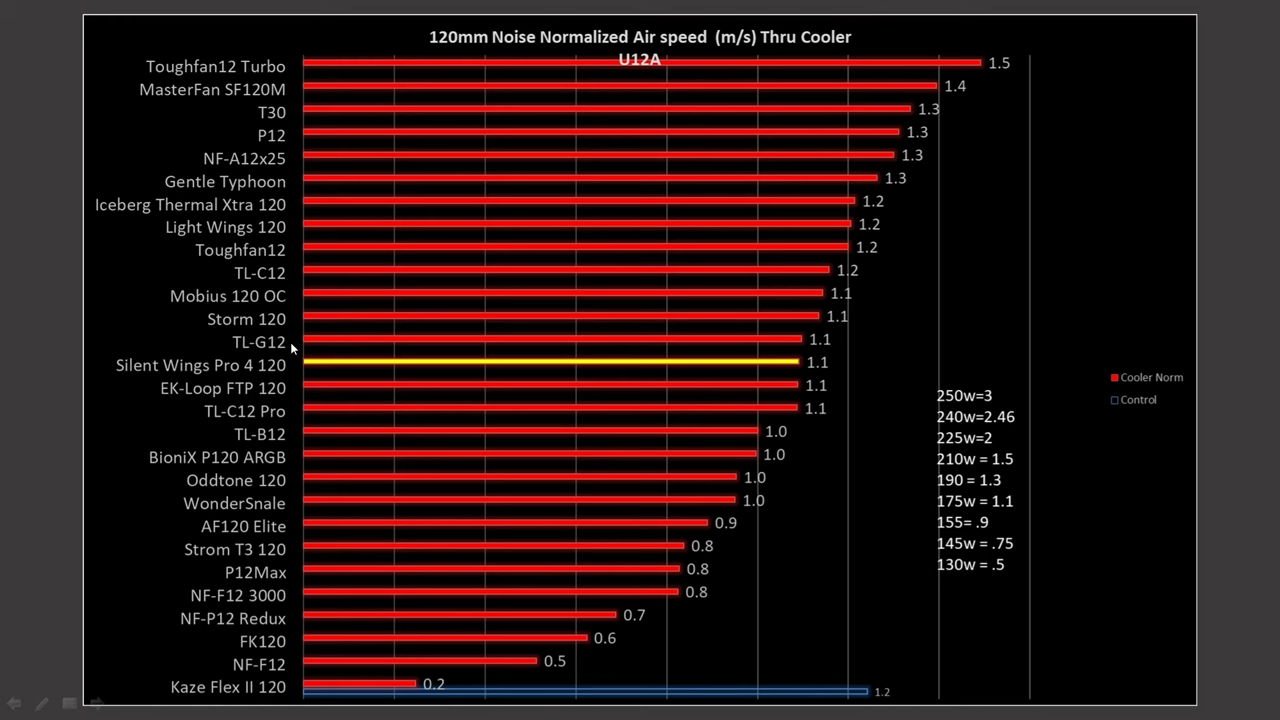 120mm Noise Normalized Air speed (m/s) Thru Cooler
U12A
Toughfan12 Turbo 1.5
MasterFan SF120M 1.4
T30 1.3
P12 1.3
NF-A12x25 1.3
Gentle Typhoon 1.3
Iceberg Thermal Xtra 120 1.2
Light Wings 120 1.2
Toughfan12 1.2
TL-C12 1.2
Mobius 120 OC 1.1
Storm 120 1.1
TL-G12 1.1
Silent Wings Pro 4 120 1.1
EK-Loop FTP 120 1.1
TL-C12 Pro 1.1
TL-B12 1.0
BioniX P120 ARGB 1.0
Oddtone 120 1.0
WonderSnale 1.0
AF120 Elite 0.9
Strom T3 120 0.8
P12Max 0.8
NF-F12 3000 0.8
NF-P12 Redux 0.7
FK120 0.6
NF-F12 0.5
Kaze Flex II 120 0.2
1.2
Cooler Norm
Control
250w=3
240w=2.46
225w=2
210w = 1.5
190 = 1.3
175w = 1.1
155= .9
145w = .75
130w = .5